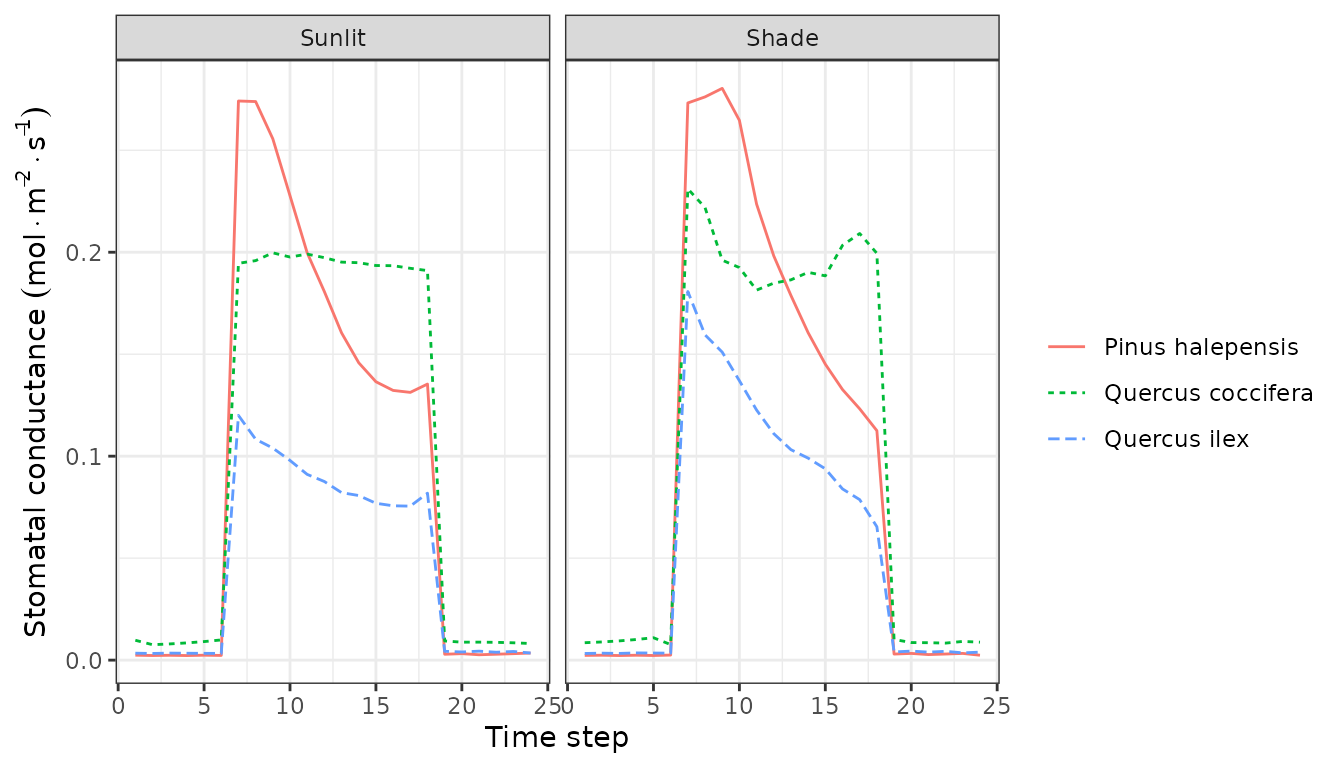 Sunlit
Shade
Stomatal conductance (mol · m⁻² · s⁻¹)
0.2
0.1
0.0
0 5 10 15 20 25
0 5 10 15 20 25
Time step
Pinus halepensis
Quercus coccifera
Quercus ilex